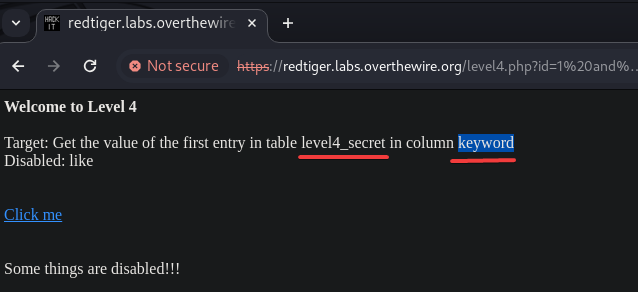 HACK
IT
redtiger.labs.overthewire
Not secure
https://redtiger.labs.overthewire.org/level4.php?id=1%20and%...
Welcome to Level 4
Target: Get the value of the first entry in table level4_secret in column keyword
Disabled: like
Click me
Some things are disabled!!!